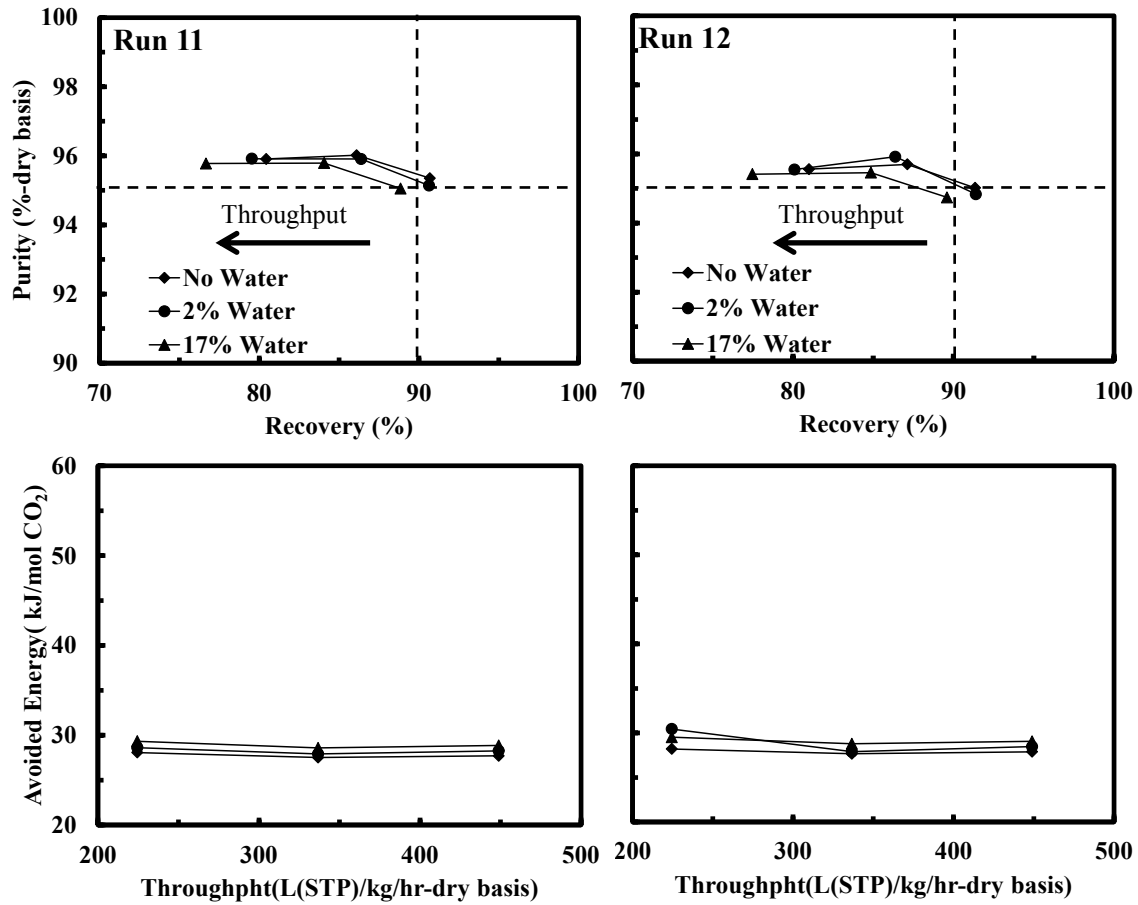 Run 11
Purity (%-dry basis)
100
98
96
94
92
90
Throughput
No Water
2% Water
17% Water
70 80 90 100
Recovery (%)
Run 12
Throughput
No Water
2% Water
17% Water
70 80 90 100
Recovery (%)
Avoided Energy( kJ/mol CO₂)
60
50
40
30
20
200 300 400 500
Throughpht(L(STP)/kg/hr-dry basis)
200 300 400 500
Throughpht(L(STP)/kg/hr-dry basis)